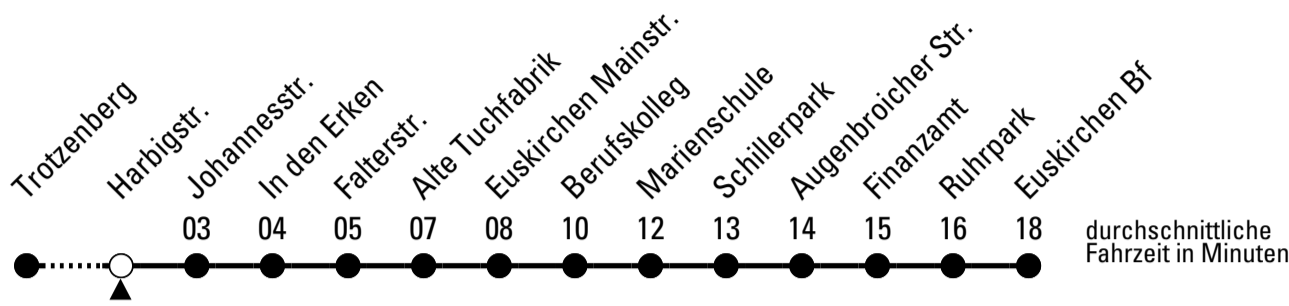 Trotzenberg
Harbigstr.
Johannesstr.
In den Erken
Falterstr.
Alte Tuchfabrik
Euskirchen Mainstr.
Berufskolleg
Marienschule
Schillerpark
Augenbroicher Str.
Finanzamt
Ruhrpark
Euskirchen Bf
03 04 05 07 08 10 12 13 14 15 16 18
durchschnittliche
Fahrzeit in Minuten